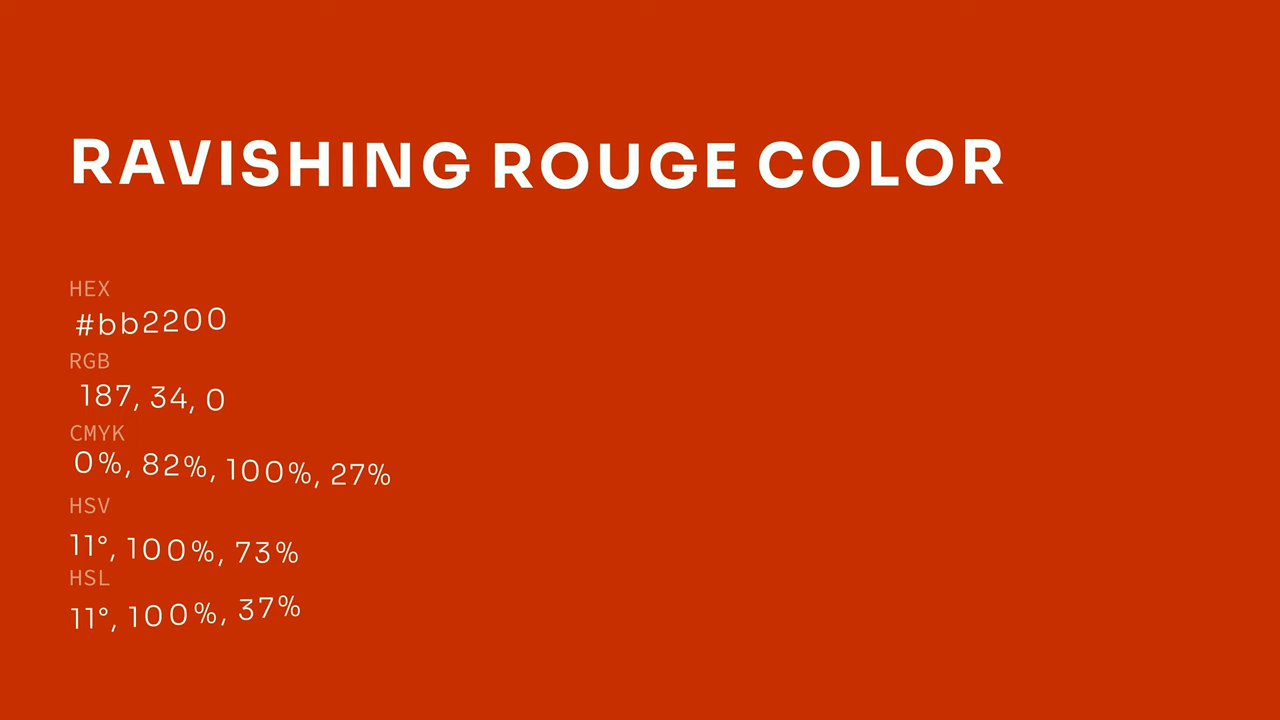 RAVISHING ROUGE COLOR
HEX
#bb2200
RGB
187, 34, 0
CMYK
0%, 82%, 100%, 27%
HSV
11°, 100%, 73%
HSL
11°, 100%, 37%